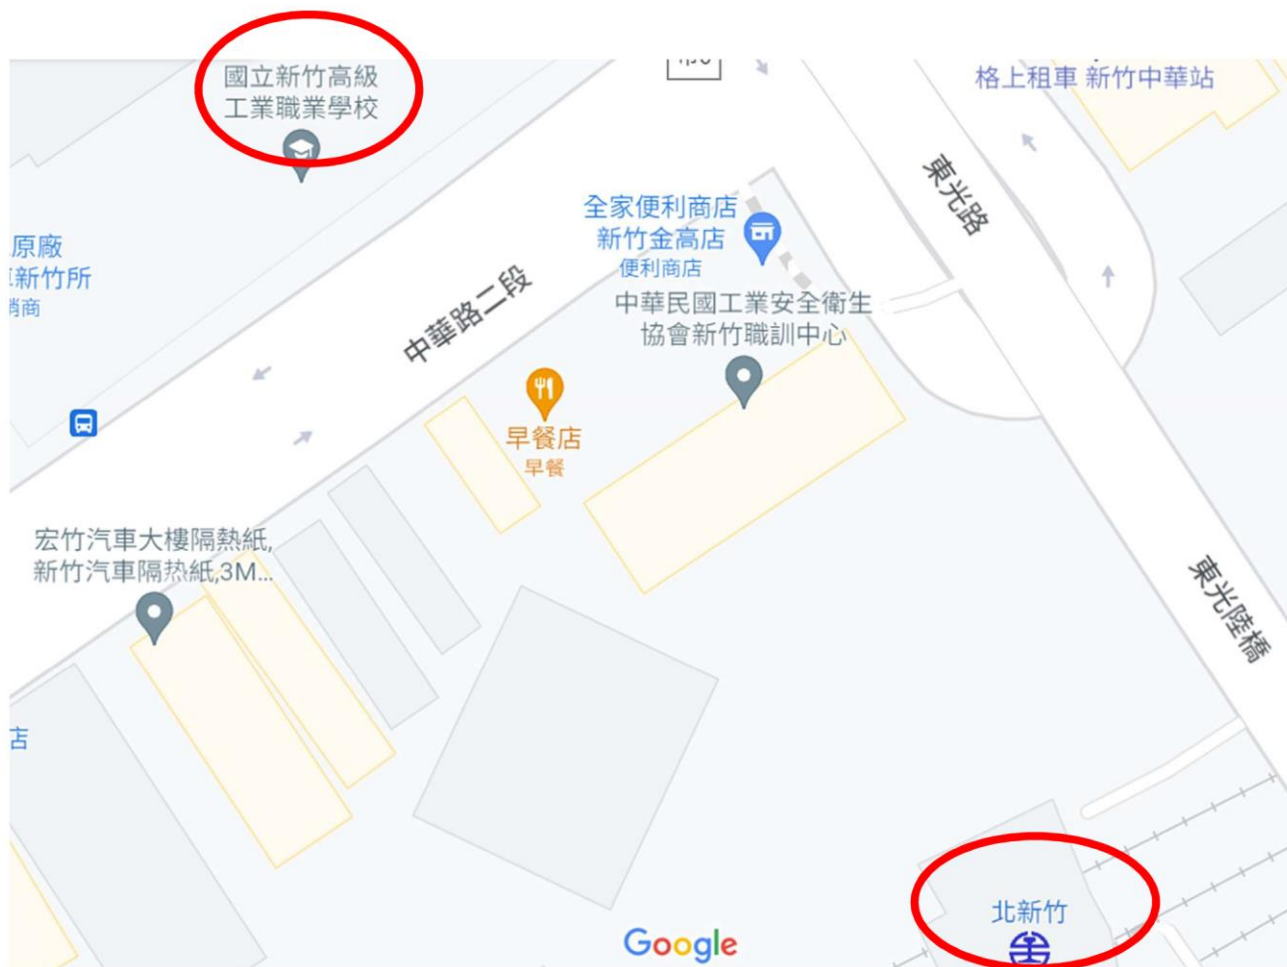 國立新竹高級
工業職業學校
格上租車 新竹中華站
東光路
全家便利商店
新竹金高店
便利商店
原廠
新竹所
銷商
中華路二段
中華民國工業安全衛生
協會新竹職訓中心
早餐店
早餐
宏竹汽車大樓隔熱紙,
新竹汽車隔热紙,3M...
東光陸橋
店
北新竹
Google